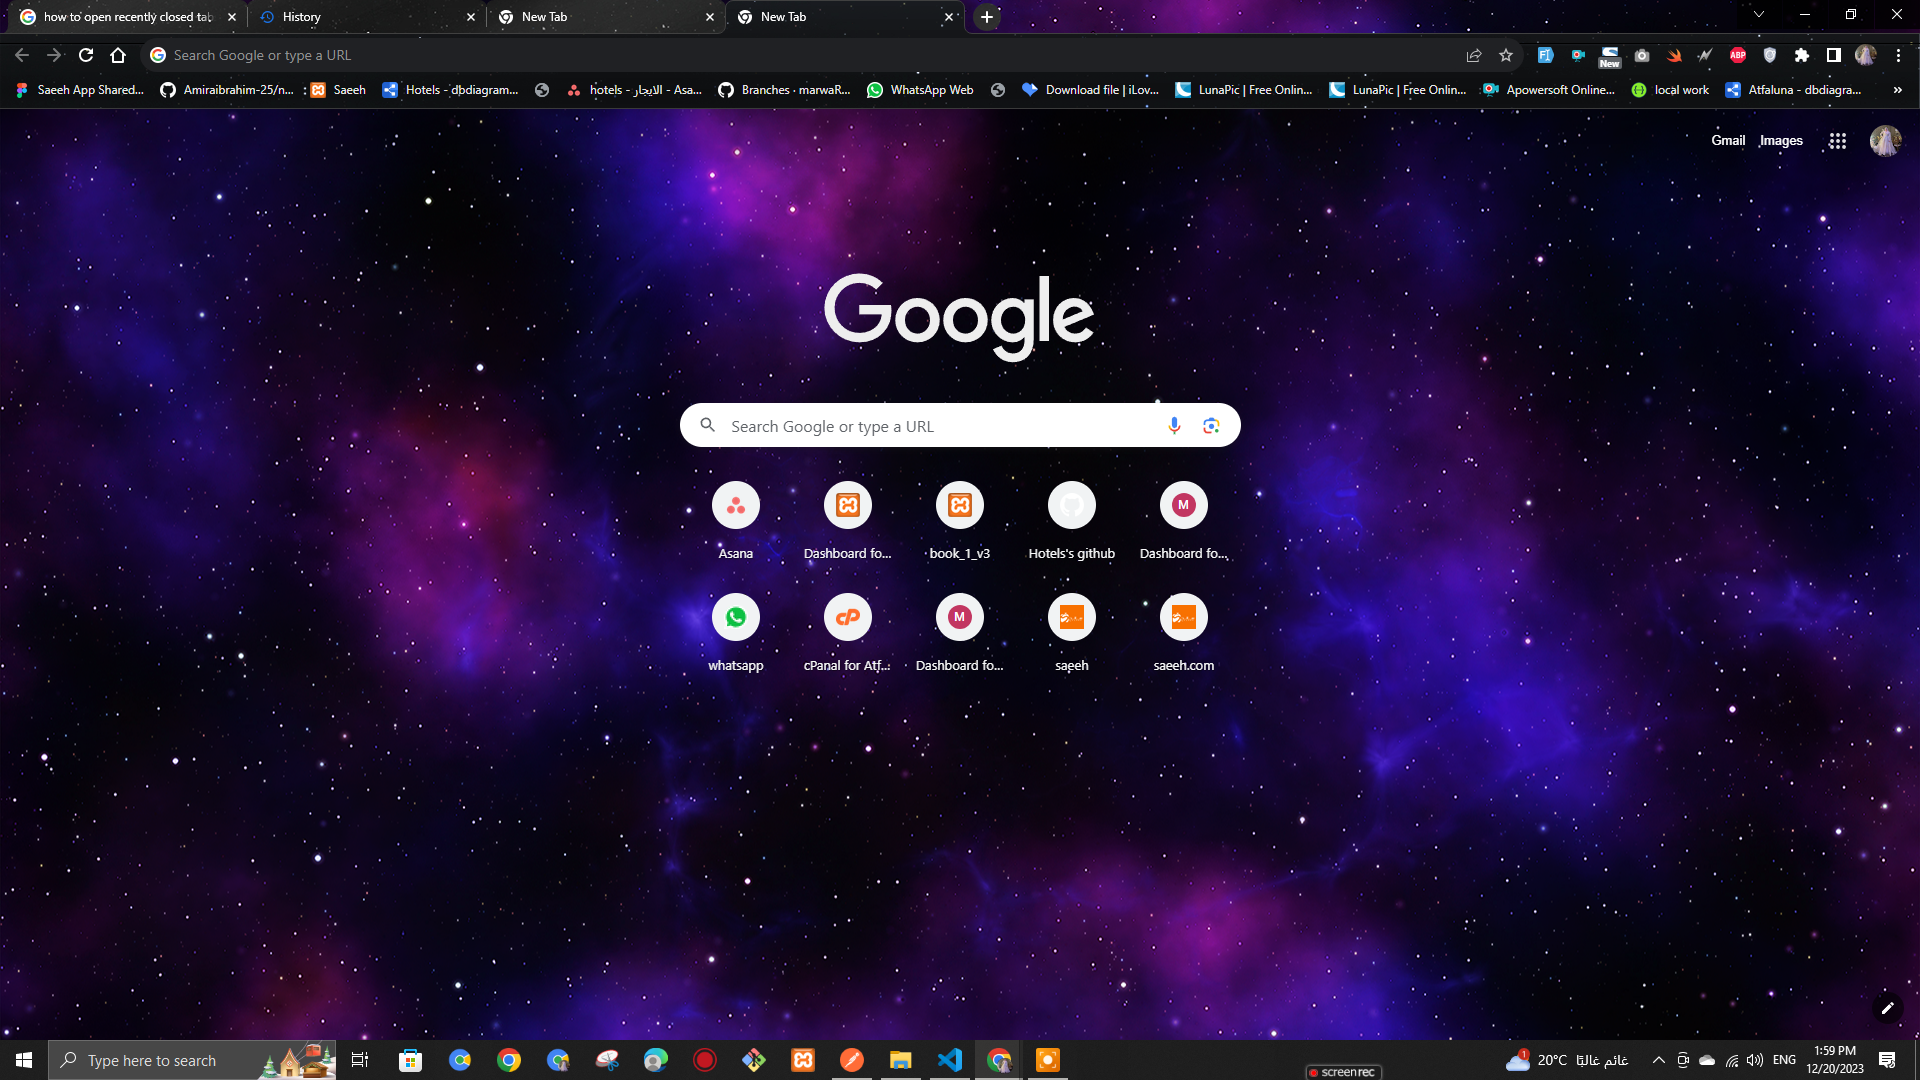 how to open recently closed tab
History
New Tab
New Tab
Search Google or type a URL
New
ABP
Saeeh App Shared...
Amiraibrahim-25/n...
Saeeh
Hotels - dbdiagram...
hotels - الايجار - Asa...
Branches · marwaR...
WhatsApp Web
Download file | iLov...
LunaPic | Free Onlin...
LunaPic | Free Onlin...
Apowersoft Online...
local work
Atfaluna - dbdiagra...
Gmail
Images
Google
Search Google or type a URL
Asana
Dashboard fo...
book_1_v3
Hotels's github
M
Dashboard fo...
whatsapp
cPanal for Atf...
M
Dashboard fo...
saeeh
saeeh.com
Type here to search
1
20°C غائم غالبًا
ENG
1:59 PM
12/20/2023
screenrec